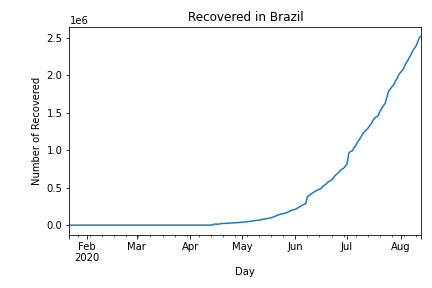 Recovered in Brazil
1e6
2.5
2.0
1.5
1.0
0.5
0.0
Number of Recovered
Feb Mar Apr May Jun Jul Aug
2020
Day